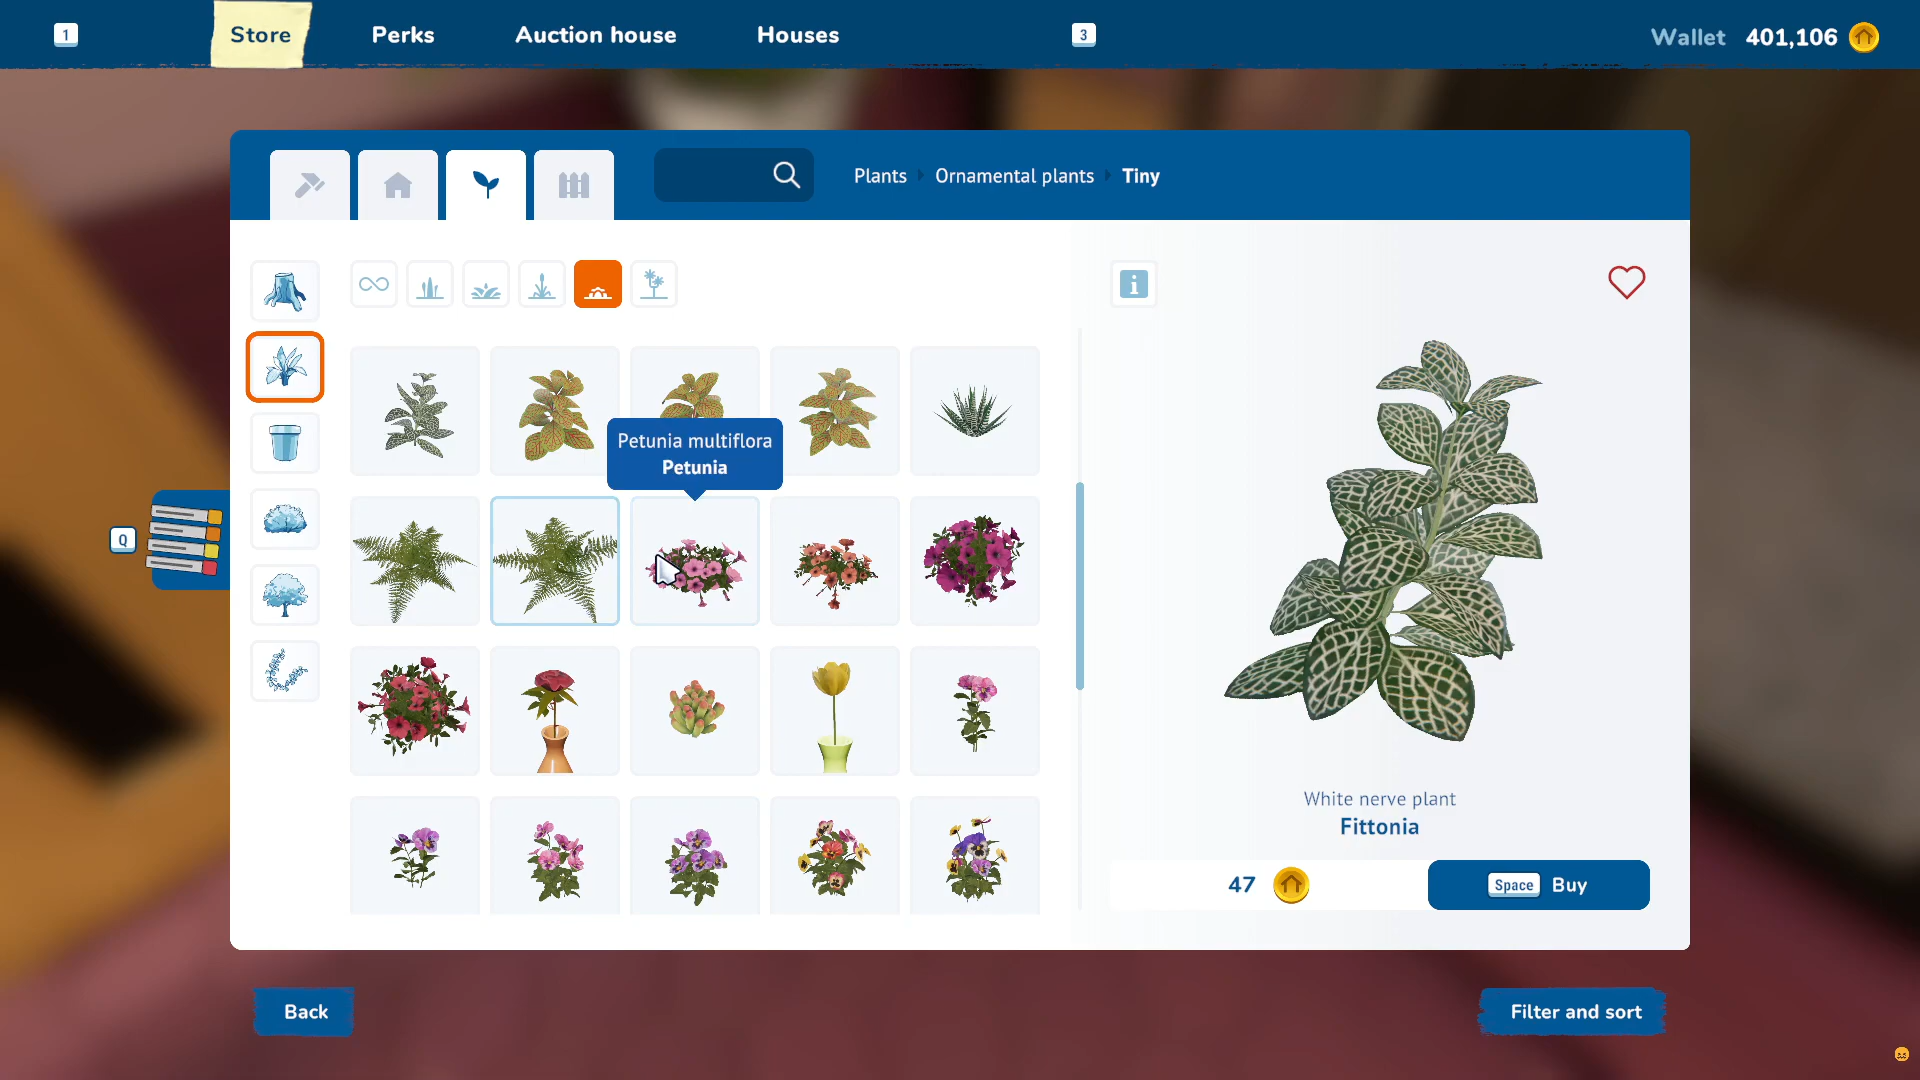 1
Store
Perks
Auction house
Houses
3
Wallet 401,106
Plants
Ornamental plants
Tiny
i
Petunia multiflora
Petunia
Q
White nerve plant
Fittonia
47
Space Buy
Back
Filter and sort